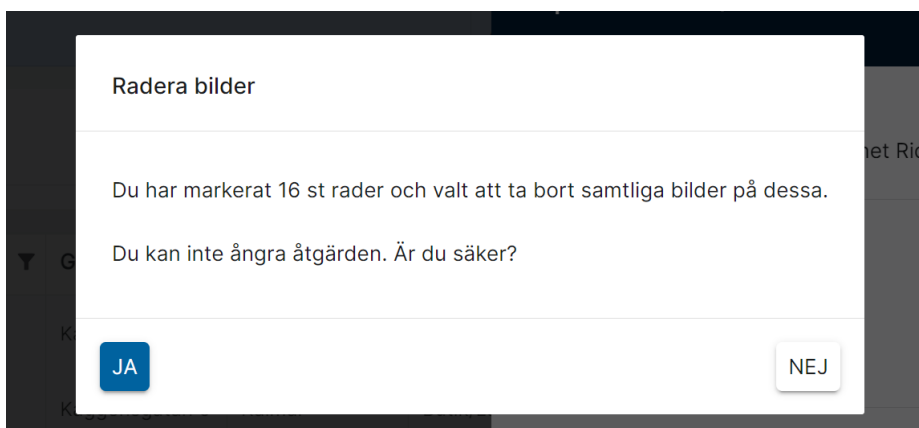 Radera bilder
Du har markerat 16 st rader och valt att ta bort samtliga bilder på dessa.
Du kan inte ångra åtgärden. Är du säker?
JA
NEJ